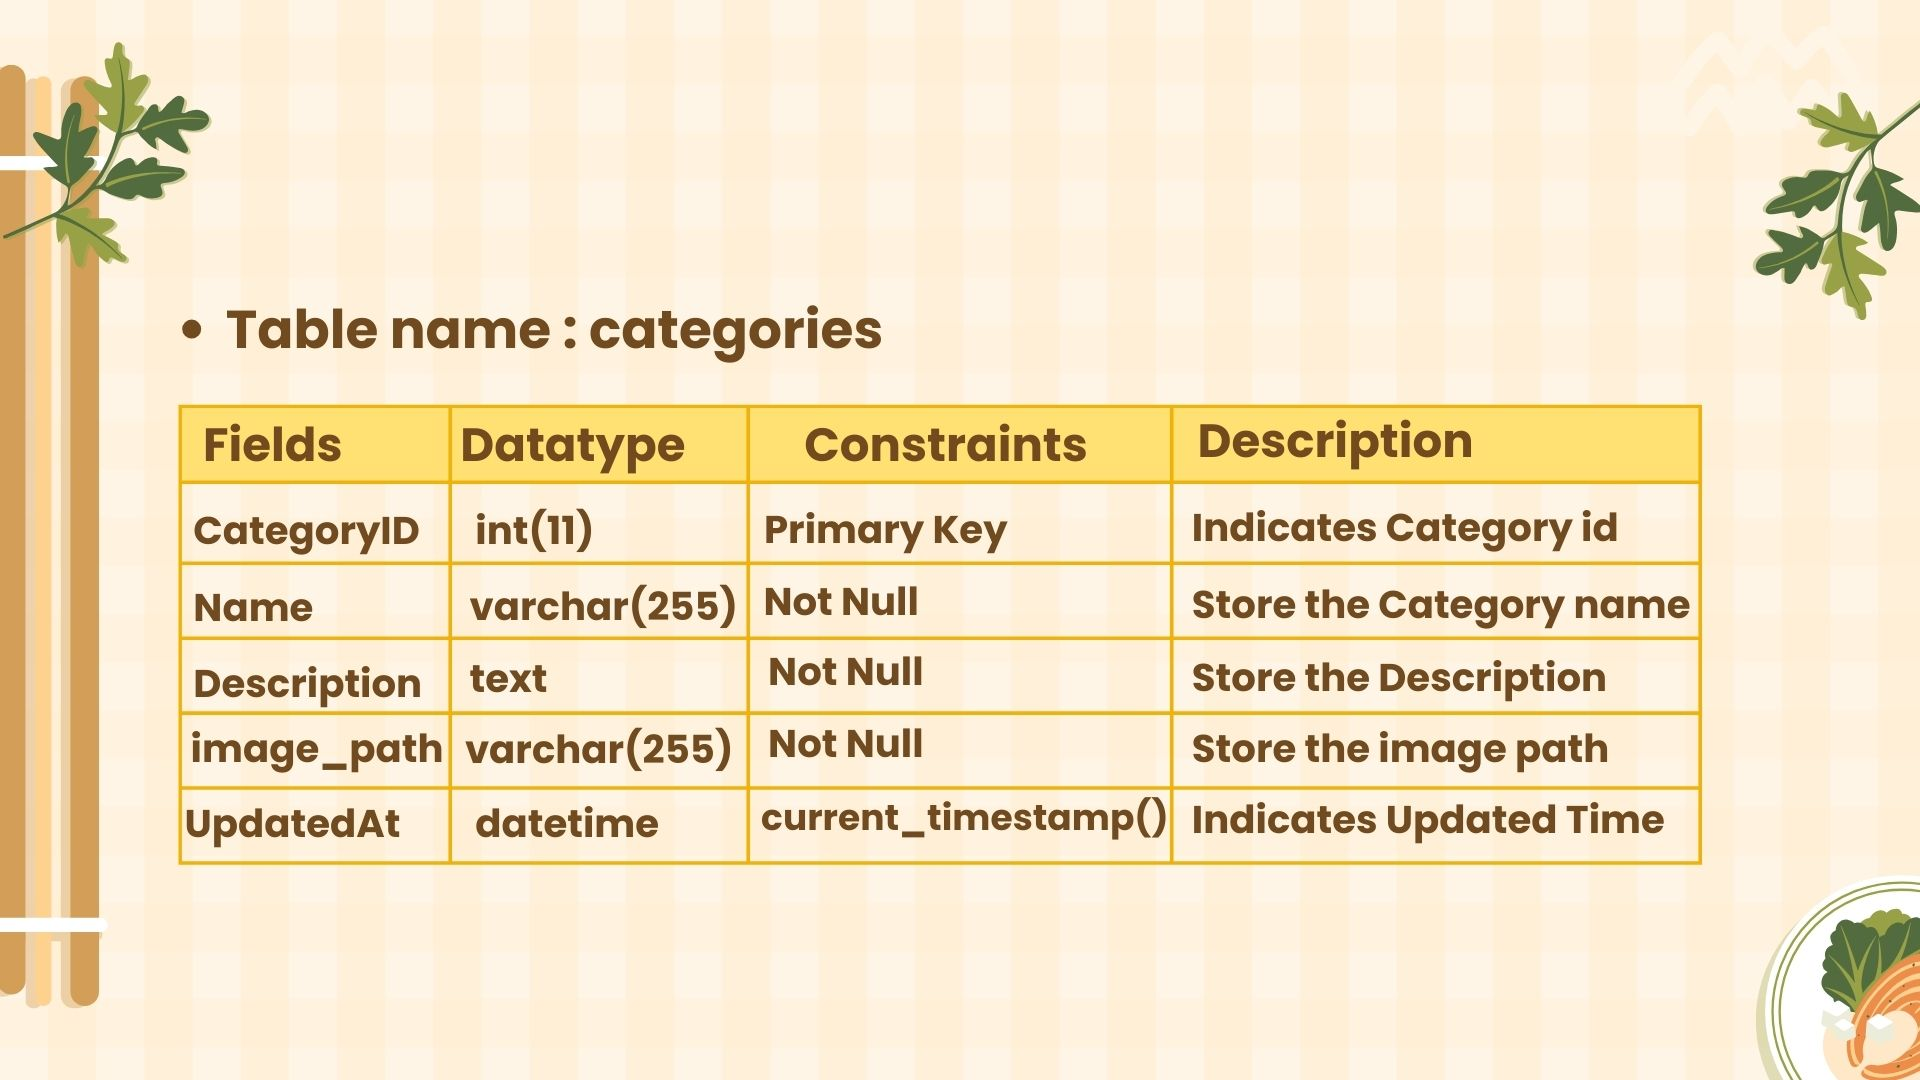 • Table name : categories
Fields Datatype Constraints Description
CategoryID int(11) Primary Key Indicates Category id
Name varchar(255) Not Null Store the Category name
Description text Not Null Store the Description
image_path varchar(255) Not Null Store the image path
UpdatedAt datetime current_timestamp() Indicates Updated Time